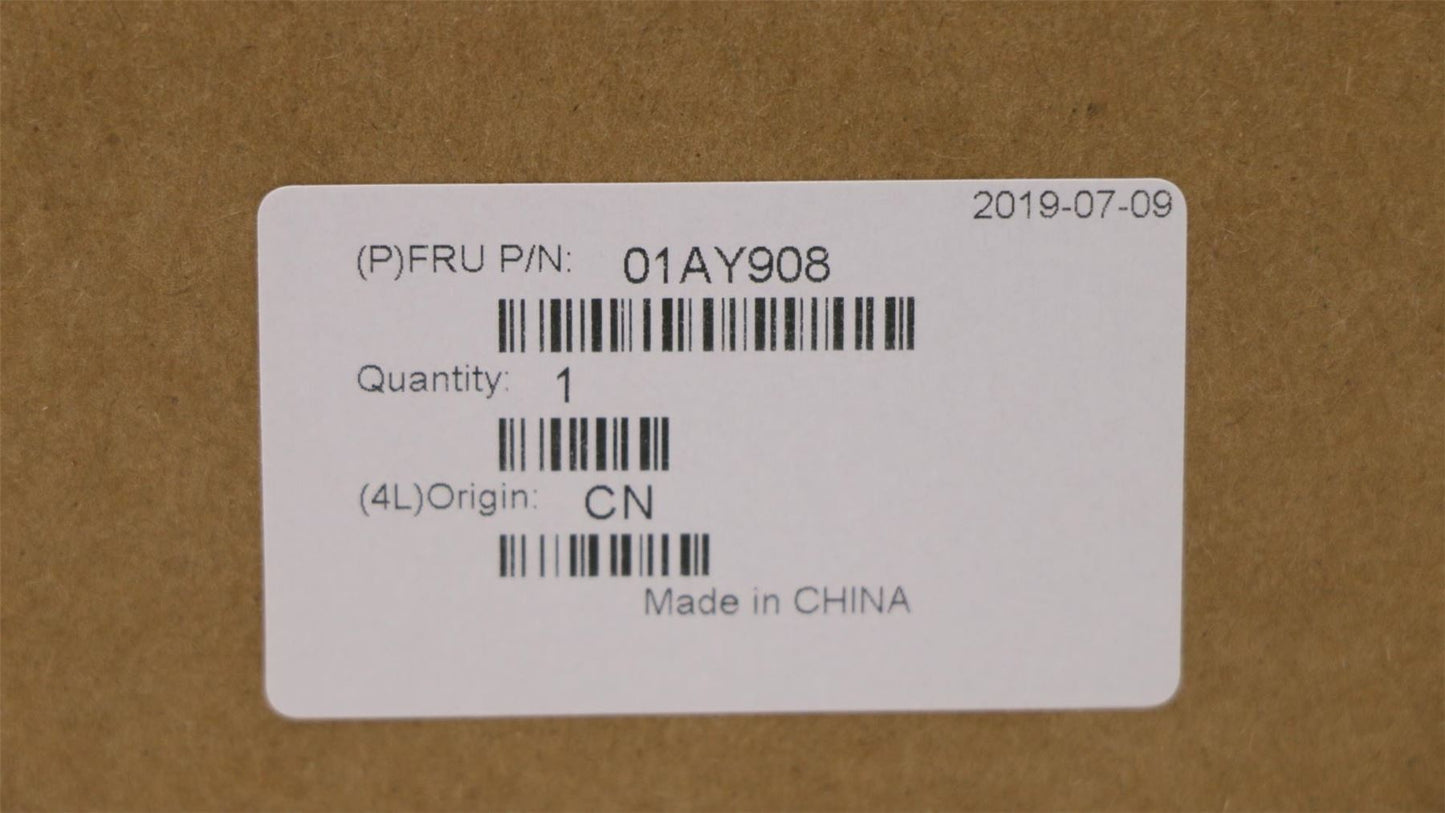 2019-07-09
(P)FRU P/N: 01AY908
Quantity: 1
(4L)Origin: CN
Made in CHINA